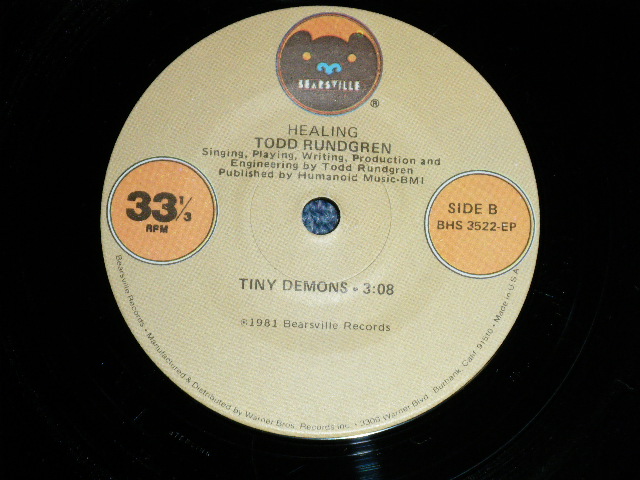 BEARSVILLE
®
HEALING
TODD RUNDGREN
Singing, Playing, Writing, Production and
Engineering by Todd Rundgren
Published by Humanoid Music-BMI
33 1/3
RPM
SIDE B
BHS 3522-EP
TINY DEMONS • 3:08
℗1981 Bearsville Records
Bearsville Records, • Manufactured & Distributed by Warner Bros. Records inc. • 3300 Warner Blvd., Burbank, Calif. 91510 • Made in U.S.A.